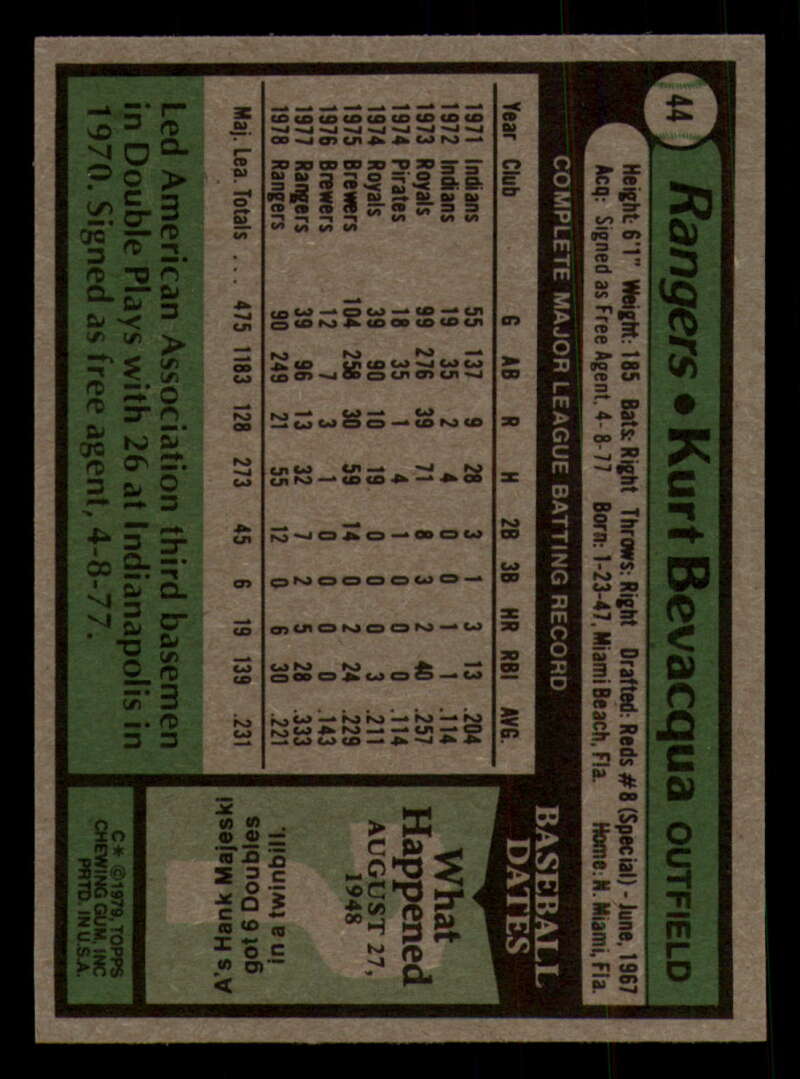 44
Rangers • Kurt Bevacqua OUTFIELD
Height: 6'1" Weight: 185 Bats: Right Throws: Right Drafted: Reds #8 (Special) - June, 1967
Acq: Signed as Free Agent, 4-8-77 Born: 1-23-47, Miami Beach, Fla. Home: N. Miami, Fla.
COMPLETE MAJOR LEAGUE BATTING RECORD
Year Club G AB R H 2B 3B HR RBI AVG.
1971 Indians 55 137 9 28 3 1 3 13 .204
1972 Indians 19 35 2 4 0 0 1 1 .114
1973 Royals 99 276 39 71 8 3 2 40 .257
1974 Pirates 18 35 1 4 1 0 0 0 .114
1974 Royals 39 90 10 19 0 0 0 3 .211
1975 Brewers 104 258 30 59 14 0 2 24 .229
1976 Brewers 12 7 3 1 0 0 0 0 .143
1977 Rangers 39 96 13 32 7 2 5 28 .333
1978 Rangers 90 249 21 55 12 0 6 30 .221
Maj. Lea. Totals . . . 475 1183 128 273 45 6 19 139 .231
Led American Association third basemen
in Double Plays with 26 at Indianapolis in
1970. Signed as free agent, 4-8-77.
BASEBALL
DATES
What
Happened
AUGUST 27,
1948
A's Hank Majeski
got 6 Doubles
in a twinbill.
C* ©1979, TOPPS
CHEWING GUM, INC
PRTD. IN U.S.A.